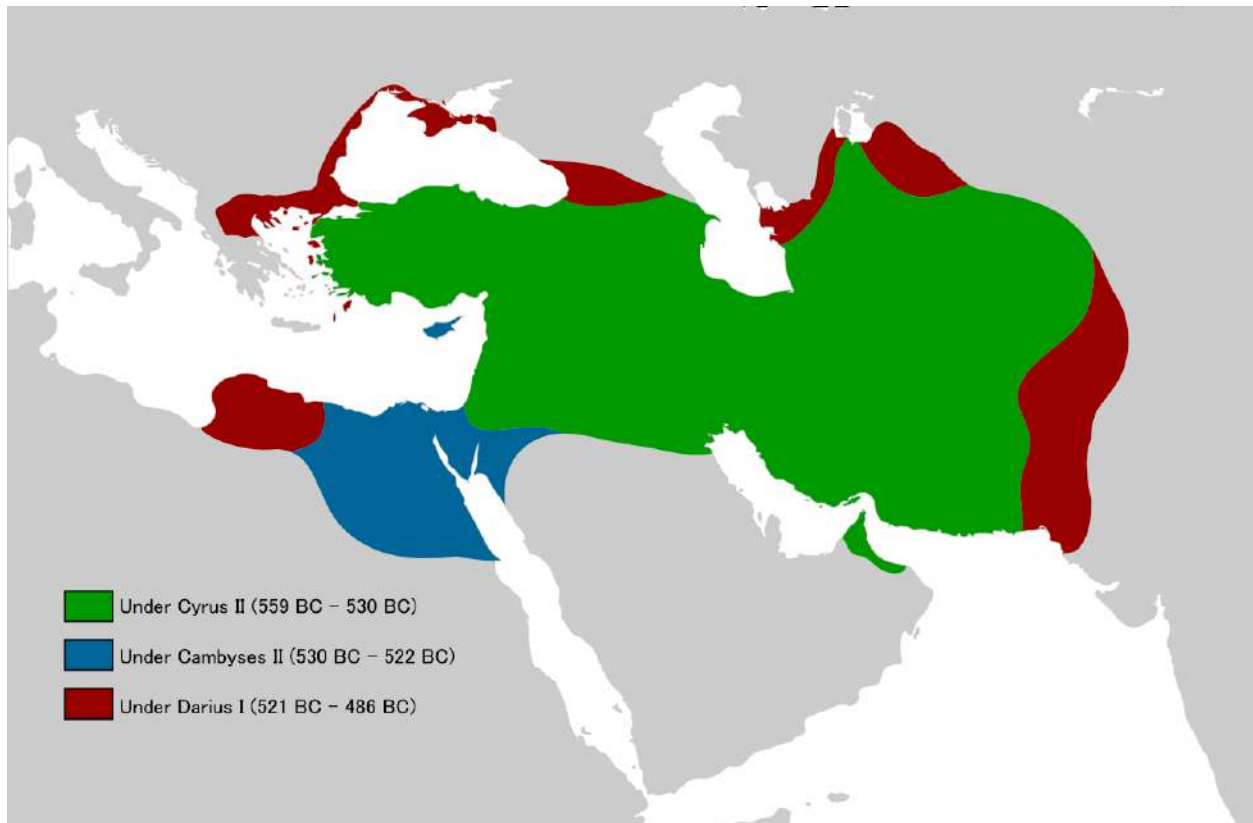 Under Cyrus II (559 BC – 530 BC)
Under Cambyses II (530 BC – 522 BC)
Under Darius I (521 BC – 486 BC)